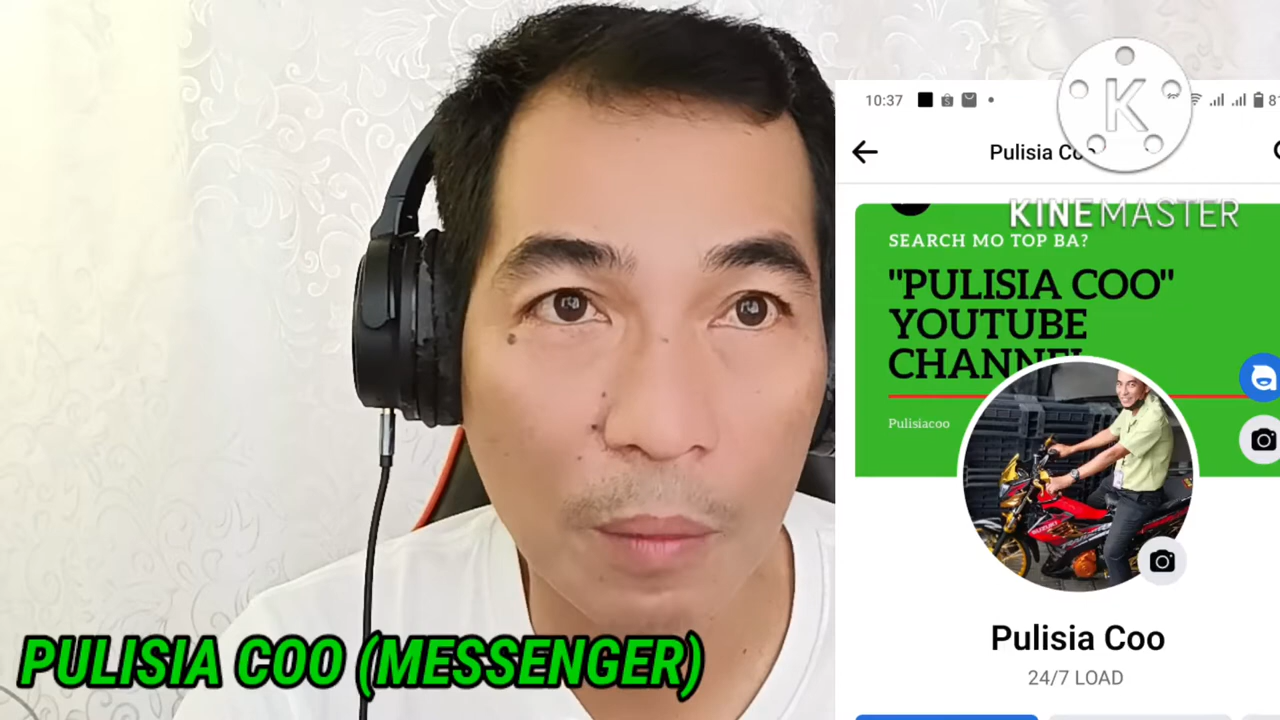 10:37
Pulisia Co
KINEMASTER
SEARCH MO TOP BA?
"PULISIA COO"
YOUTUBE
CHANNEL
Pulisiacoo
PULISIA COO (MESSENGER)
Pulisia Coo
24/7 LOAD